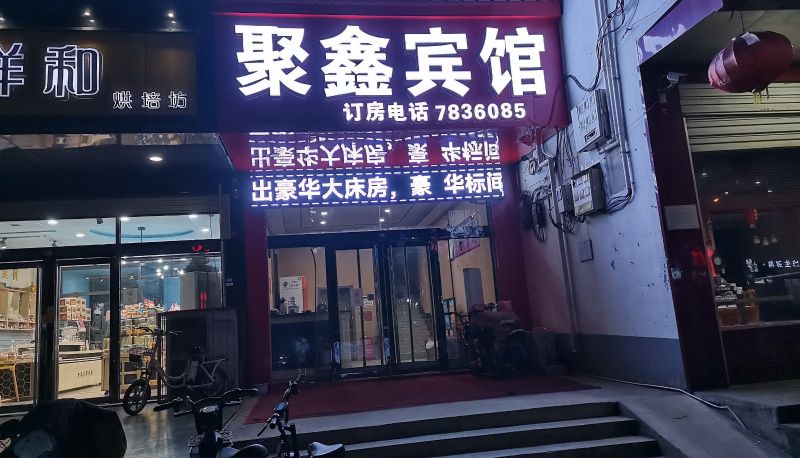 祥和
烘培坊
聚鑫宾馆
订房电话 7836085
出豪华大床房，豪 华标间